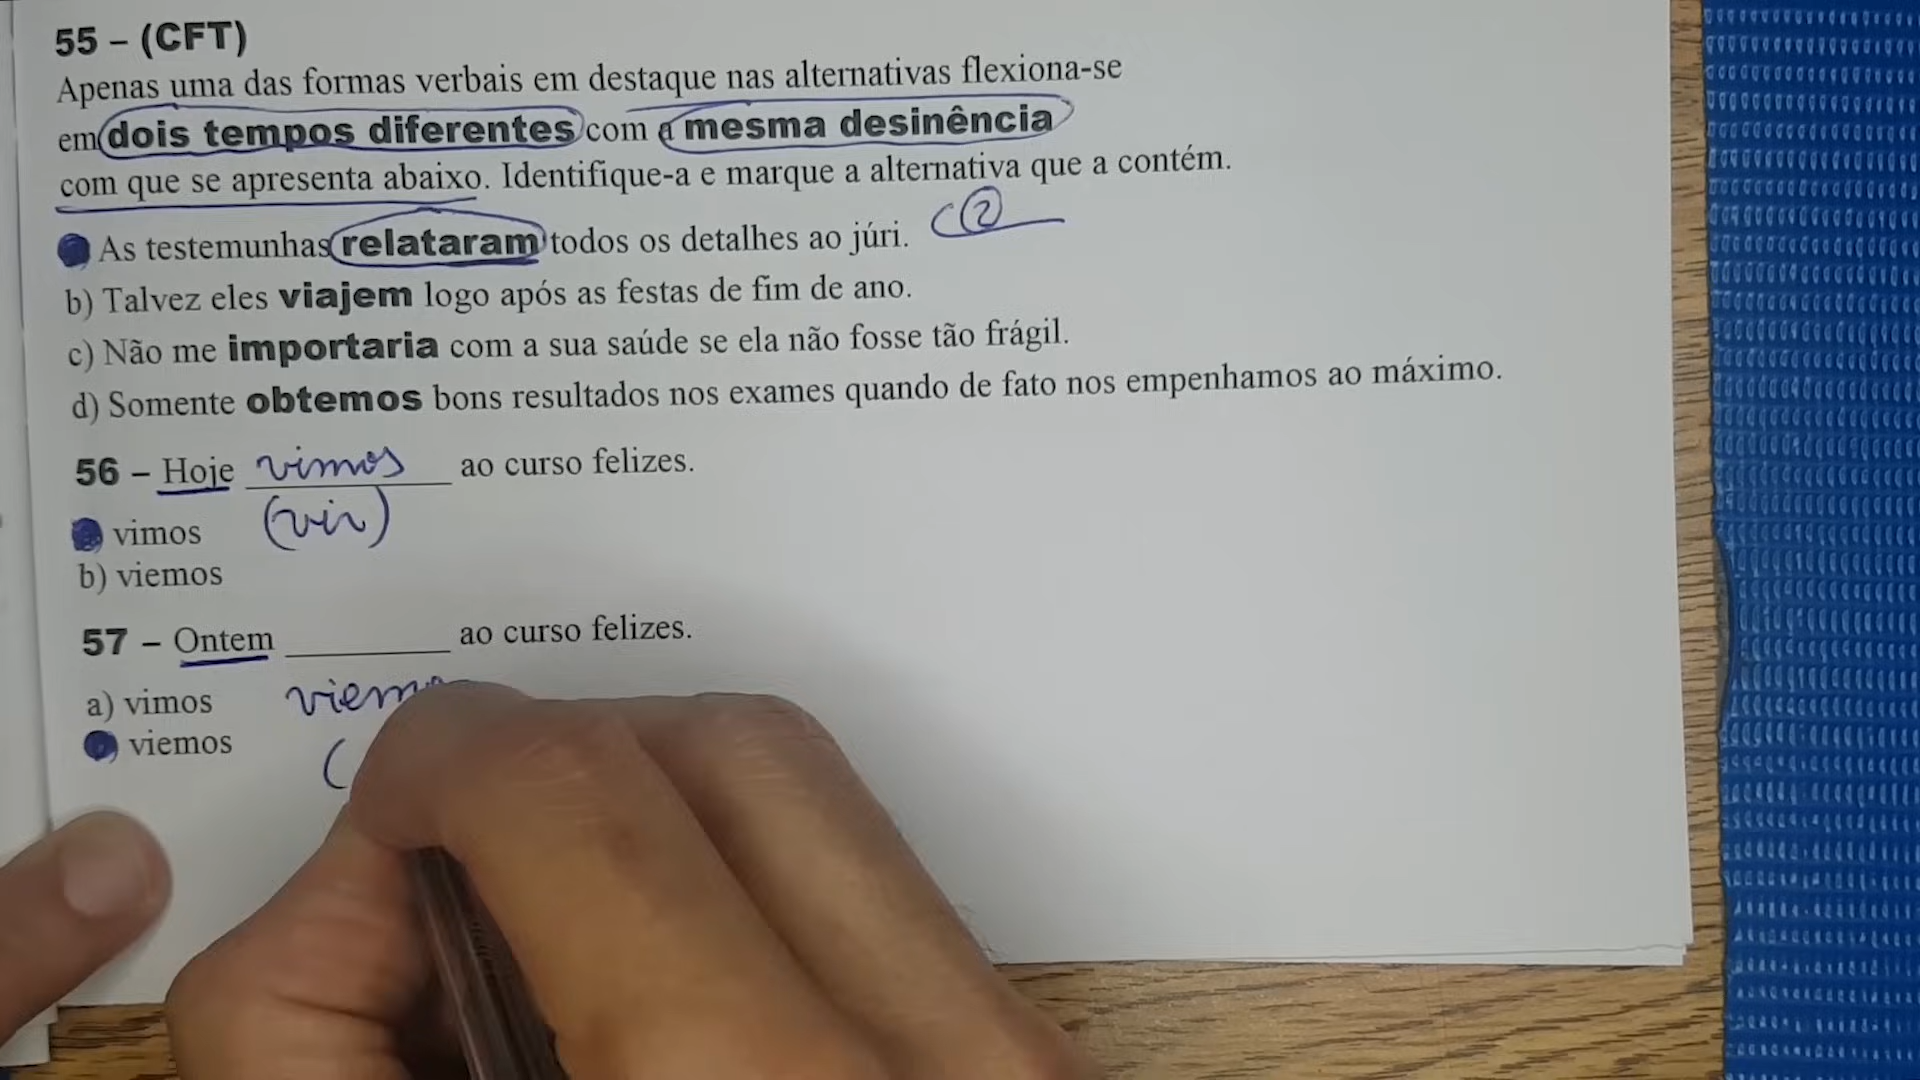 55 – (CFT)
Apenas uma das formas verbais em destaque nas alternativas flexiona-se
em dois tempos diferentes com a mesma desinência
com que se apresenta abaixo. Identifique-a e marque a alternativa que a contém.
As testemunhas relataram todos os detalhes ao júri. 2
b) Talvez eles viajem logo após as festas de fim de ano.
c) Não me importaria com a sua saúde se ela não fosse tão frágil.
d) Somente obtemos bons resultados nos exames quando de fato nos empenhamos ao máximo.
56 – Hoje vimos ao curso felizes.
(vir)
vimos
b) viemos
57 – Ontem ________ ao curso felizes.
a) vimos
viemos